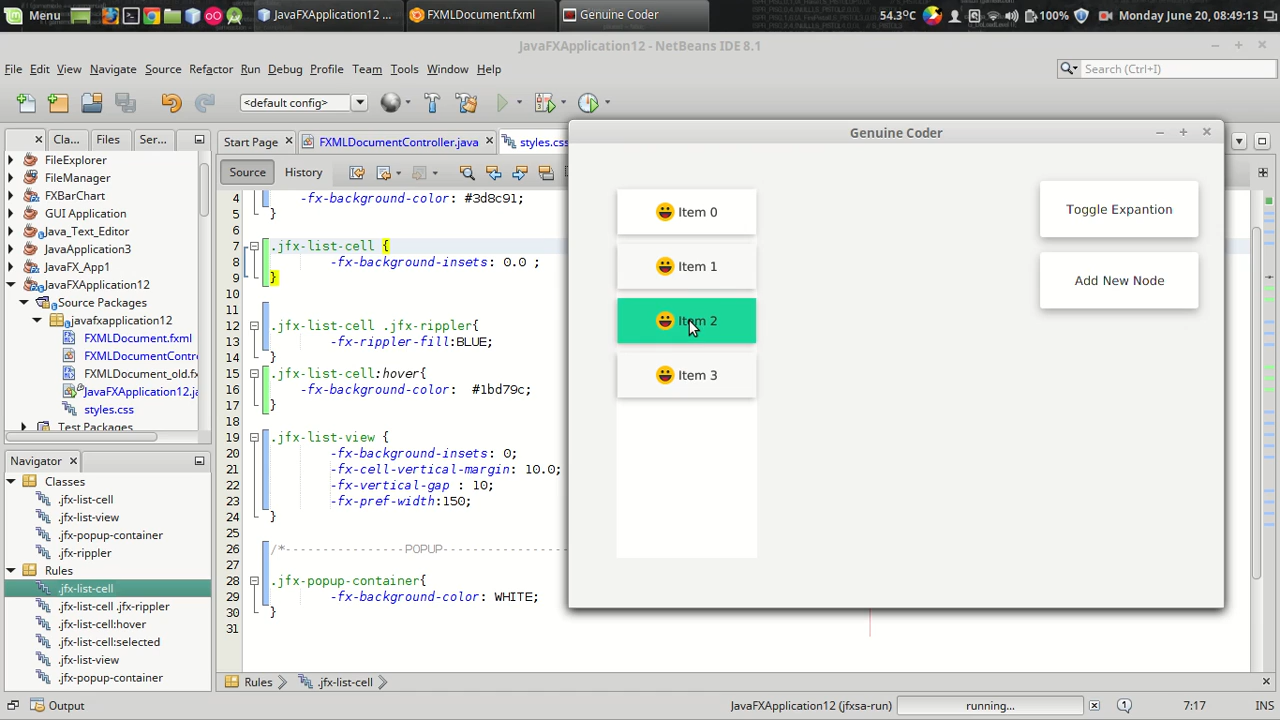 Menu
JavaFXApplication12 ...
FXMLDocument.fxml
Genuine Coder
54.3°C
100%
Monday June 20, 08:49:13
JavaFXApplication12 - NetBeans IDE 8.1
File Edit View Navigate Source Refactor Run Debug Profile Team Tools Window Help
Search (Ctrl+I)
<default config>
Cla...
Files
Ser...
Start Page
FXMLDocumentController.java
styles.css
Source
History
FileExplorer
FileManager
FXBarChart
GUI Application
Java_Text_Editor
JavaApplication3
JavaFX_App1
JavaFXApplication12
Source Packages
javafxapplication12
FXMLDocument.fxml
FXMLDocumentContro
FXMLDocument_old.fx
JavaFXApplication12.ja
styles.css
Test Packages
Navigator
Classes
.jfx-list-cell
.jfx-list-view
.jfx-popup-container
.jfx-rippler
Rules
.jfx-list-cell
.jfx-list-cell .jfx-rippler
.jfx-list-cell:hover
.jfx-list-cell:selected
.jfx-list-view
.jfx-popup-container
4 -fx-background-color: #3d8c91;
5 }
6
7 .jfx-list-cell {
8 -fx-background-insets: 0.0 ;
9 }
10
11
12 .jfx-list-cell .jfx-rippler{
13 -fx-rippler-fill:BLUE;
14 }
15 .jfx-list-cell:hover{
16 -fx-background-color: #1bd79c;
17 }
18
19 .jfx-list-view {
20 -fx-background-insets: 0;
21 -fx-cell-vertical-margin: 10.0;
22 -fx-vertical-gap : 10;
23 -fx-pref-width:150;
24 }
25
26 /*---------------POPUP---------------
27
28 .jfx-popup-container{
29 -fx-background-color: WHITE;
30 }
31
Genuine Coder
Item 0
Item 1
Item 2
Item 3
Toggle Expantion
Add New Node
Rules
.jfx-list-cell
Output
JavaFXApplication12 (jfxsa-run)
running...
1
7:17
INS